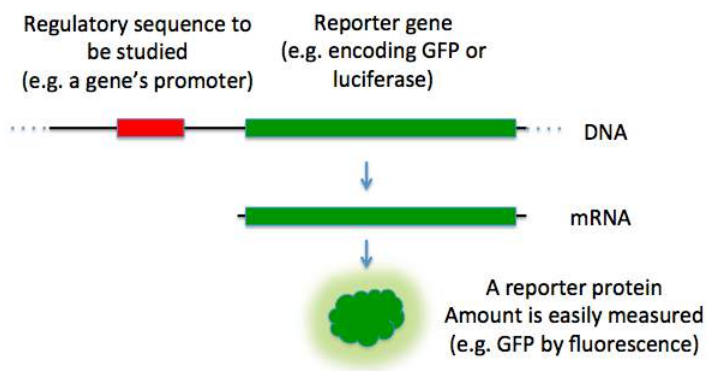 Regulatory sequence to
be studied
(e.g. a gene’s promoter)
Reporter gene
(e.g. encoding GFP or
luciferase)
DNA
mRNA
A reporter protein
Amount is easily measured
(e.g. GFP by fluorescence)